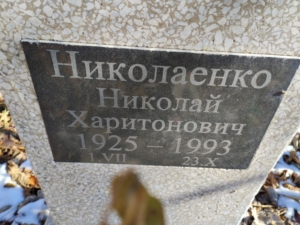 Николаенко
Николай
Харитонович
1925 – 1993
1.VII 23.X